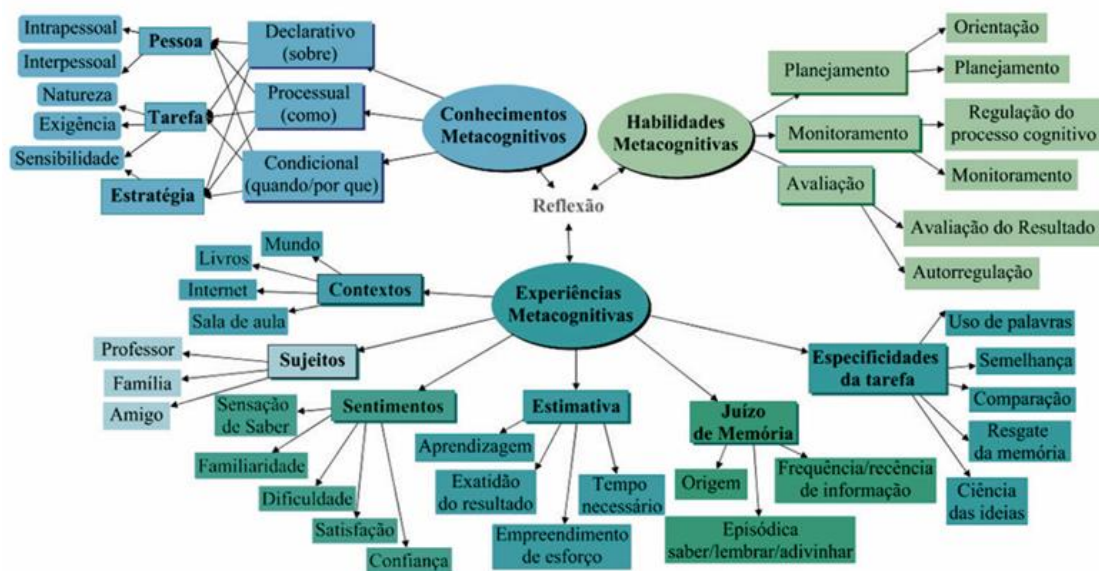 Intrapessoal
Interpessoal
Natureza
Exigência
Sensibilidade
Pessoa
Tarefa
Estratégia
Declarativo
(sobre)
Processual
(como)
Condicional
(quando/por que)
Conhecimentos
Metacognitivos
Habilidades
Metacognitivas
Planejamento
Monitoramento
Avaliação
Orientação
Planejamento
Regulação do
processo cognitivo
Monitoramento
Avaliação do Resultado
Autorregulação
Reflexão
Experiências
Metacognitivas
Contextos
Mundo
Livros
Internet
Sala de aula
Sujeitos
Professor
Família
Amigo
Sentimentos
Sensação
de Saber
Familiaridade
Dificuldade
Satisfação
Confiança
Estimativa
Aprendizagem
Exatidão
do resultado
Empreendimento
de esforço
Tempo
necessário
Juízo
de Memória
Origem
Episódica
saber/lembrar/adivinhar
Frequência/recência
de informação
Especificidades
da tarefa
Uso de palavras
Semelhança
Comparação
Resgate
da memória
Ciência
das ideias